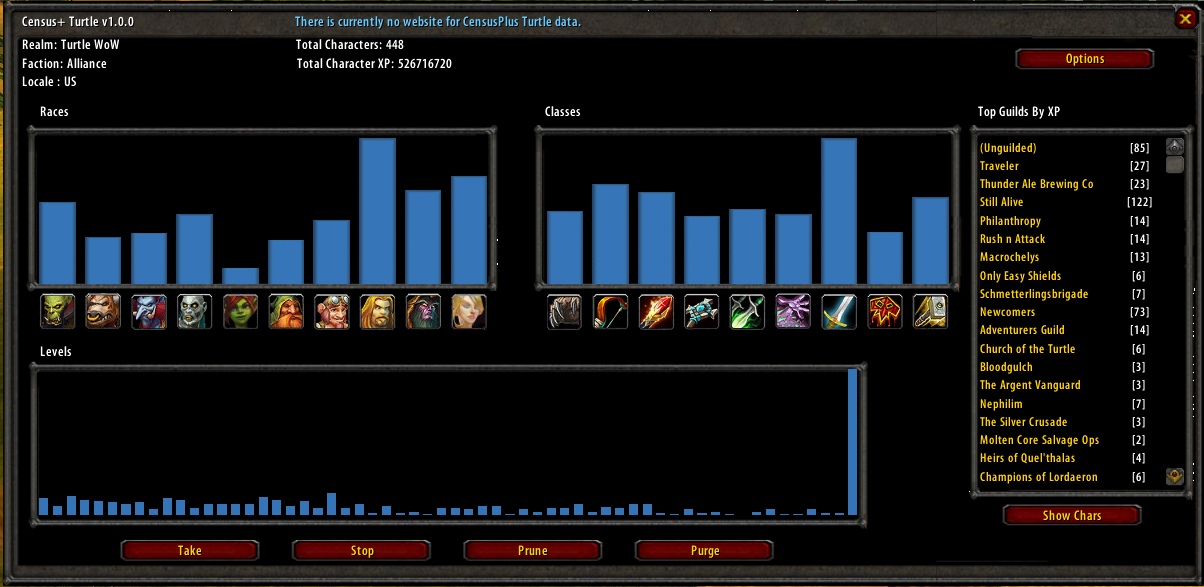 Census+ Turtle v1.0.0
There is currently no website for CensusPlus Turtle data.
Realm: Turtle WoW
Total Characters: 448
Faction: Alliance
Total Character XP: 526716720
Locale : US
Options
Races
Classes
Top Guilds By XP
(Unguilded) [85]
Traveler [27]
Thunder Ale Brewing Co [23]
Still Alive [122]
Philanthropy [14]
Rush n Attack [14]
Macrochelys [13]
Only Easy Shields [6]
Schmetterlingsbrigade [7]
Newcomers [73]
Adventurers Guild [14]
Church of the Turtle [6]
Bloodgulch [3]
The Argent Vanguard [3]
Nephilim [7]
The Silver Crusade [3]
Molten Core Salvage Ops [2]
Heirs of Quel'thalas [4]
Champions of Lordaeron [6]
Levels
Show Chars
Take
Stop
Prune
Purge